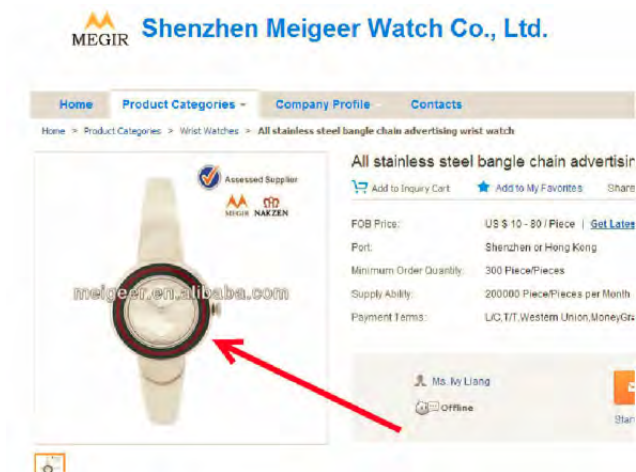 MEGIR Shenzhen Meigeer Watch Co., Ltd.
Home Product Categories Company Profile Contacts
Home > Product Categories > Wrist Watches > All stainless steel bangle chain advertising wrist watch
Assessed Supplier
MEGIR NAKZEN
meigeer.en.alibaba.com
All stainless steel bangle chain advertisin
Add to Inquiry Cart Add to My Favorites Share
FOB Price: US $ 10 - 80 / Piece | Get Lates
Port: Shenzhen or Hong Kong
Minimum Order Quantity: 300 Piece/Pieces
Supply Ability: 200000 Piece/Pieces per Month
Payment Terms: L/C,T/T,Western Union,MoneyGra
Ms. Ivy Liang
Offline
Star